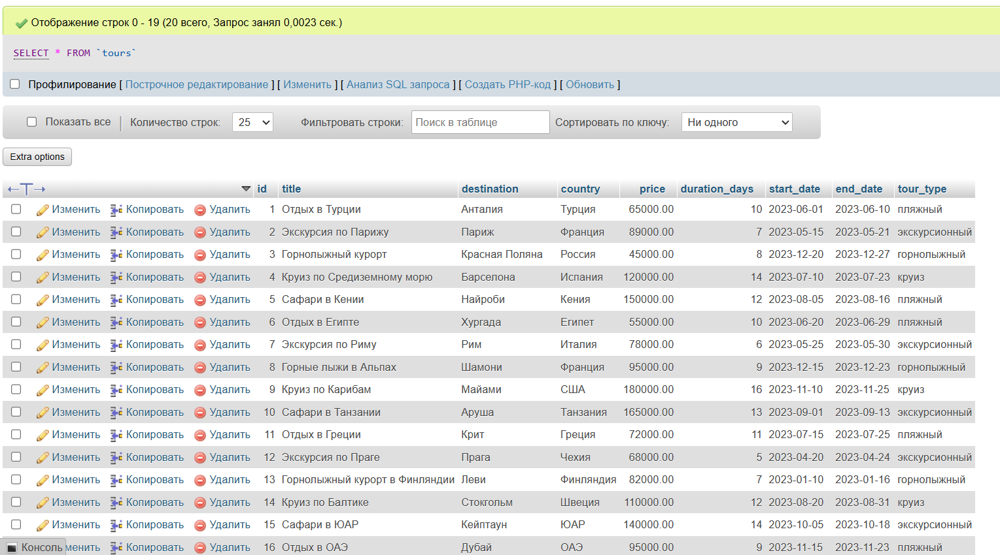 Отображение строк 0 - 19 (20 всего, Запрос занял 0,0023 сек.)
SELECT * FROM `tours`
Профилирование [ Построчное редактирование ] [ Изменить ] [ Анализ SQL запроса ] [ Создать PHP-код ] [ Обновить ]
Показать все | Количество строк: 25 Фильтровать строки: Поиск в таблице Сортировать по ключу: Ни одного
Extra options
←T→ id title destination country price duration_days start_date end_date tour_type
Изменить Копировать Удалить 1 Отдых в Турции Анталия Турция 65000.00 10 2023-06-01 2023-06-10 пляжный
Изменить Копировать Удалить 2 Экскурсия по Парижу Париж Франция 89000.00 7 2023-05-15 2023-05-21 экскурсионный
Изменить Копировать Удалить 3 Горнолыжный курорт Красная Поляна Россия 45000.00 8 2023-12-20 2023-12-27 горнолыжный
Изменить Копировать Удалить 4 Круиз по Средиземному морю Барселона Испания 120000.00 14 2023-07-10 2023-07-23 круиз
Изменить Копировать Удалить 5 Сафари в Кении Найроби Кения 150000.00 12 2023-08-05 2023-08-16 пляжный
Изменить Копировать Удалить 6 Отдых в Египте Хургада Египет 55000.00 10 2023-06-20 2023-06-29 пляжный
Изменить Копировать Удалить 7 Экскурсия по Риму Рим Италия 78000.00 6 2023-05-25 2023-05-30 экскурсионный
Изменить Копировать Удалить 8 Горные лыжи в Альпах Шамони Франция 95000.00 9 2023-12-15 2023-12-23 горнолыжный
Изменить Копировать Удалить 9 Круиз по Карибам Майами США 180000.00 16 2023-11-10 2023-11-25 круиз
Изменить Копировать Удалить 10 Сафари в Танзании Аруша Танзания 165000.00 13 2023-09-01 2023-09-13 экскурсионный
Изменить Копировать Удалить 11 Отдых в Греции Крит Греция 72000.00 11 2023-07-15 2023-07-25 пляжный
Изменить Копировать Удалить 12 Экскурсия по Праге Прага Чехия 68000.00 5 2023-04-20 2023-04-24 экскурсионный
Изменить Копировать Удалить 13 Горнолыжный курорт в Финляндии Леви Финляндия 82000.00 7 2023-01-10 2023-01-16 горнолыжный
Изменить Копировать Удалить 14 Круиз по Балтике Стокгольм Швеция 110000.00 12 2023-08-20 2023-08-31 круиз
Изменить Копировать Удалить 15 Сафари в ЮАР Кейптаун ЮАР 140000.00 14 2023-10-05 2023-10-18 экскурсионный
Консоль менить Копировать Удалить 16 Отдых в ОАЭ Дубай ОАЭ 95000.00 9 2023-11-15 2023-11-23 пляжный